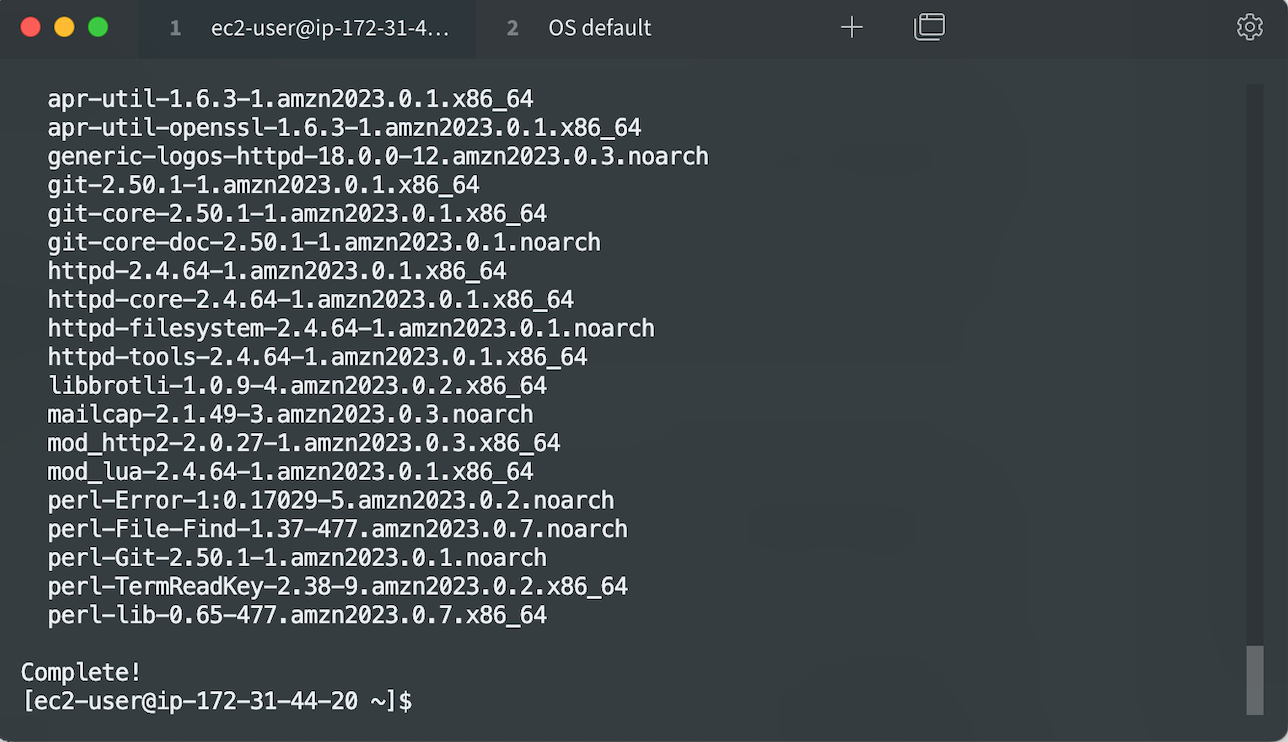 1 ec2-user@ip-172-31-4... 2 OS default
apr-util-1.6.3-1.amzn2023.0.1.x86_64
apr-util-openssl-1.6.3-1.amzn2023.0.1.x86_64
generic-logos-httpd-18.0.0-12.amzn2023.0.3.noarch
git-2.50.1-1.amzn2023.0.1.x86_64
git-core-2.50.1-1.amzn2023.0.1.x86_64
git-core-doc-2.50.1-1.amzn2023.0.1.noarch
httpd-2.4.64-1.amzn2023.0.1.x86_64
httpd-core-2.4.64-1.amzn2023.0.1.x86_64
httpd-filesystem-2.4.64-1.amzn2023.0.1.noarch
httpd-tools-2.4.64-1.amzn2023.0.1.x86_64
libbrotli-1.0.9-4.amzn2023.0.2.x86_64
mailcap-2.1.49-3.amzn2023.0.3.noarch
mod_http2-2.0.27-1.amzn2023.0.3.x86_64
mod_lua-2.4.64-1.amzn2023.0.1.x86_64
perl-Error-1:0.17029-5.amzn2023.0.2.noarch
perl-File-Find-1.37-477.amzn2023.0.7.noarch
perl-Git-2.50.1-1.amzn2023.0.1.noarch
perl-TermReadKey-2.38-9.amzn2023.0.2.x86_64
perl-lib-0.65-477.amzn2023.0.7.x86_64
Complete!
[ec2-user@ip-172-31-44-20 ~]$